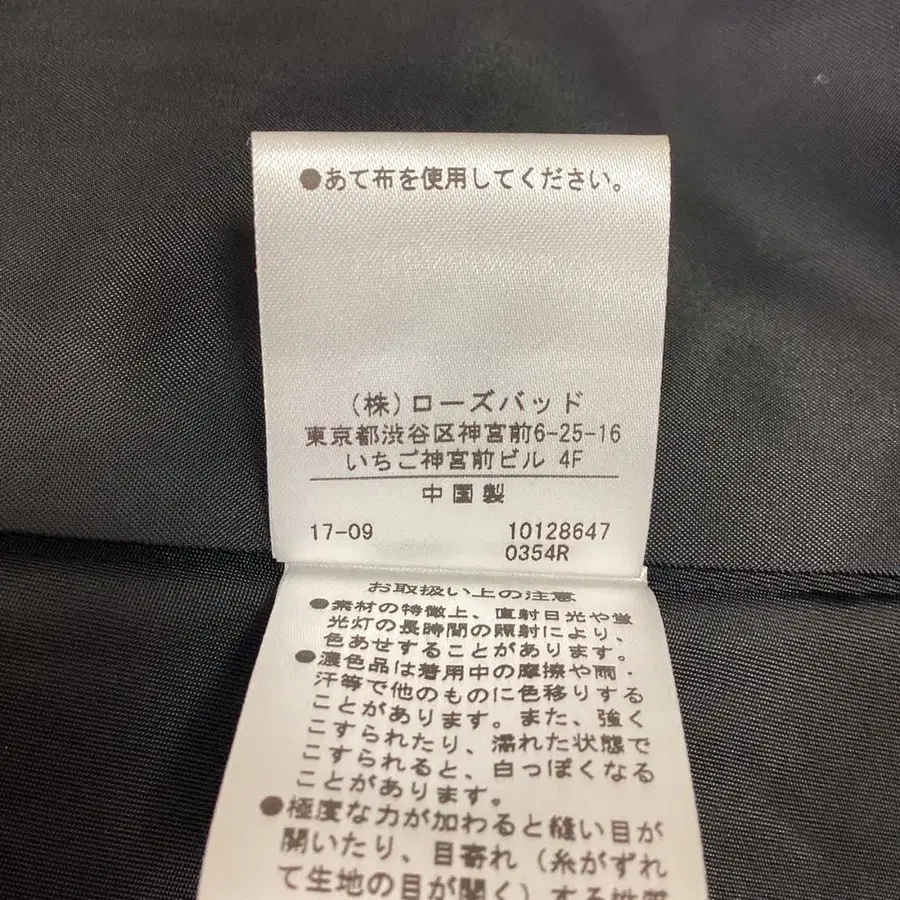 ●あて布を使用してください。
(株)ローズバッド
東京都渋谷区神宮前6-25-16
いちご神宮前ビル 4F
中国製
17-09 10128647
0354R
お取扱い上の注意
●素材の特徴上、直射日光や蛍
光灯の長時間の照射により、
色あせすることがあります。
●濃色品は着用中の摩擦や雨・
汗等で他のものに色移りする
ことがあります。また、強く
こすられたり、濡れた状態で
こすられると、白っぽくなる
ことがあります。
●極度な力が加わると縫い目が
開いたり、目寄れ(糸がずれ
て生地の目が開く)する性質